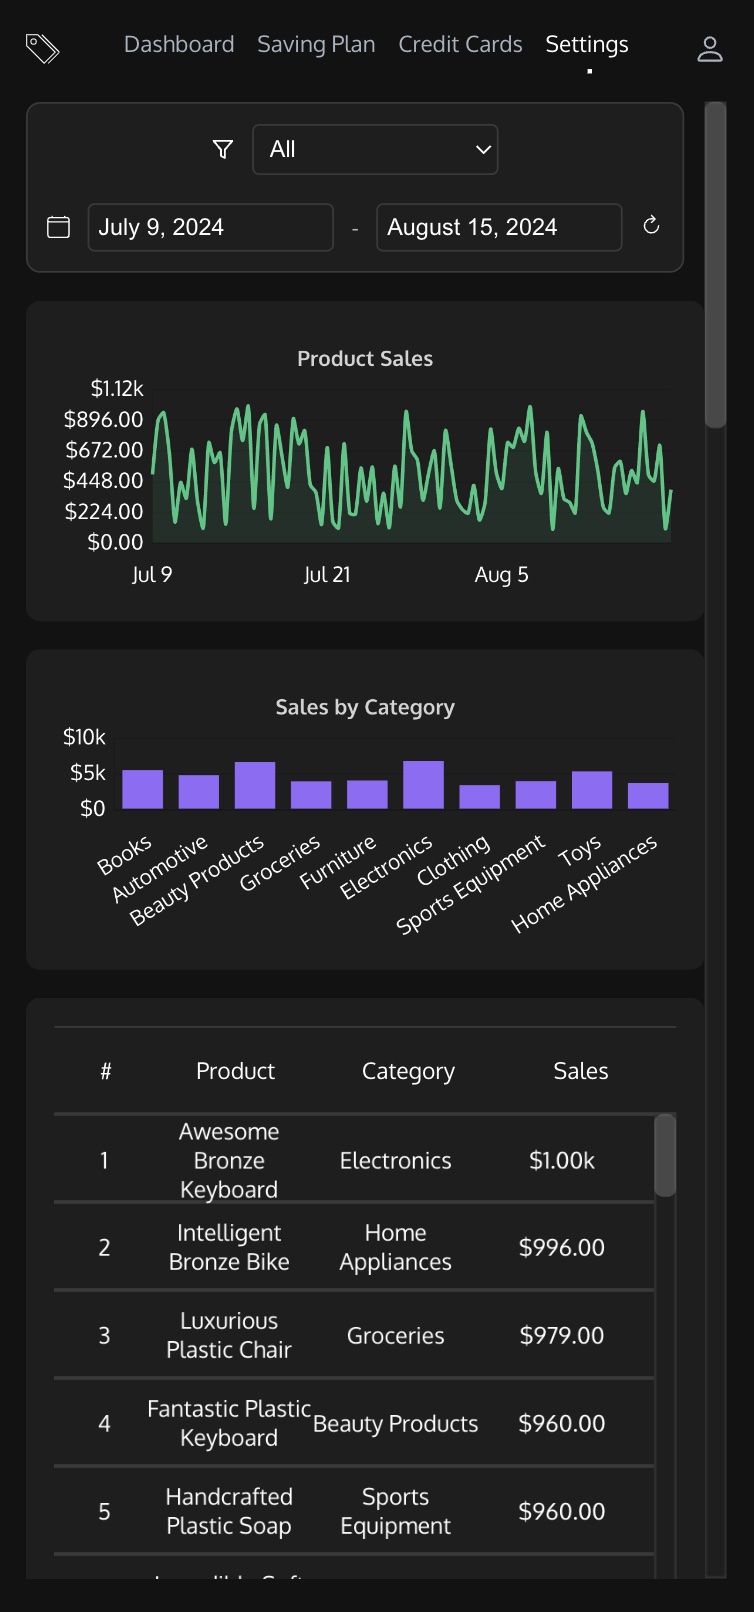 Dashboard Saving Plan Credit Cards Settings
All
July 9, 2024 - August 15, 2024
Product Sales
$1.12k
$896.00
$672.00
$448.00
$224.00
$0.00
Jul 9 Jul 21 Aug 5
Sales by Category
$10k
$5k
$0
Books
Automotive
Beauty Products
Groceries
Furniture
Electronics
Clothing
Sports Equipment
Toys
Home Appliances
# Product Category Sales
1 Awesome Bronze Keyboard Electronics $1.00k
2 Intelligent Bronze Bike Home Appliances $996.00
3 Luxurious Plastic Chair Groceries $979.00
4 Fantastic Plastic Keyboard Beauty Products $960.00
5 Handcrafted Plastic Soap Sports Equipment $960.00